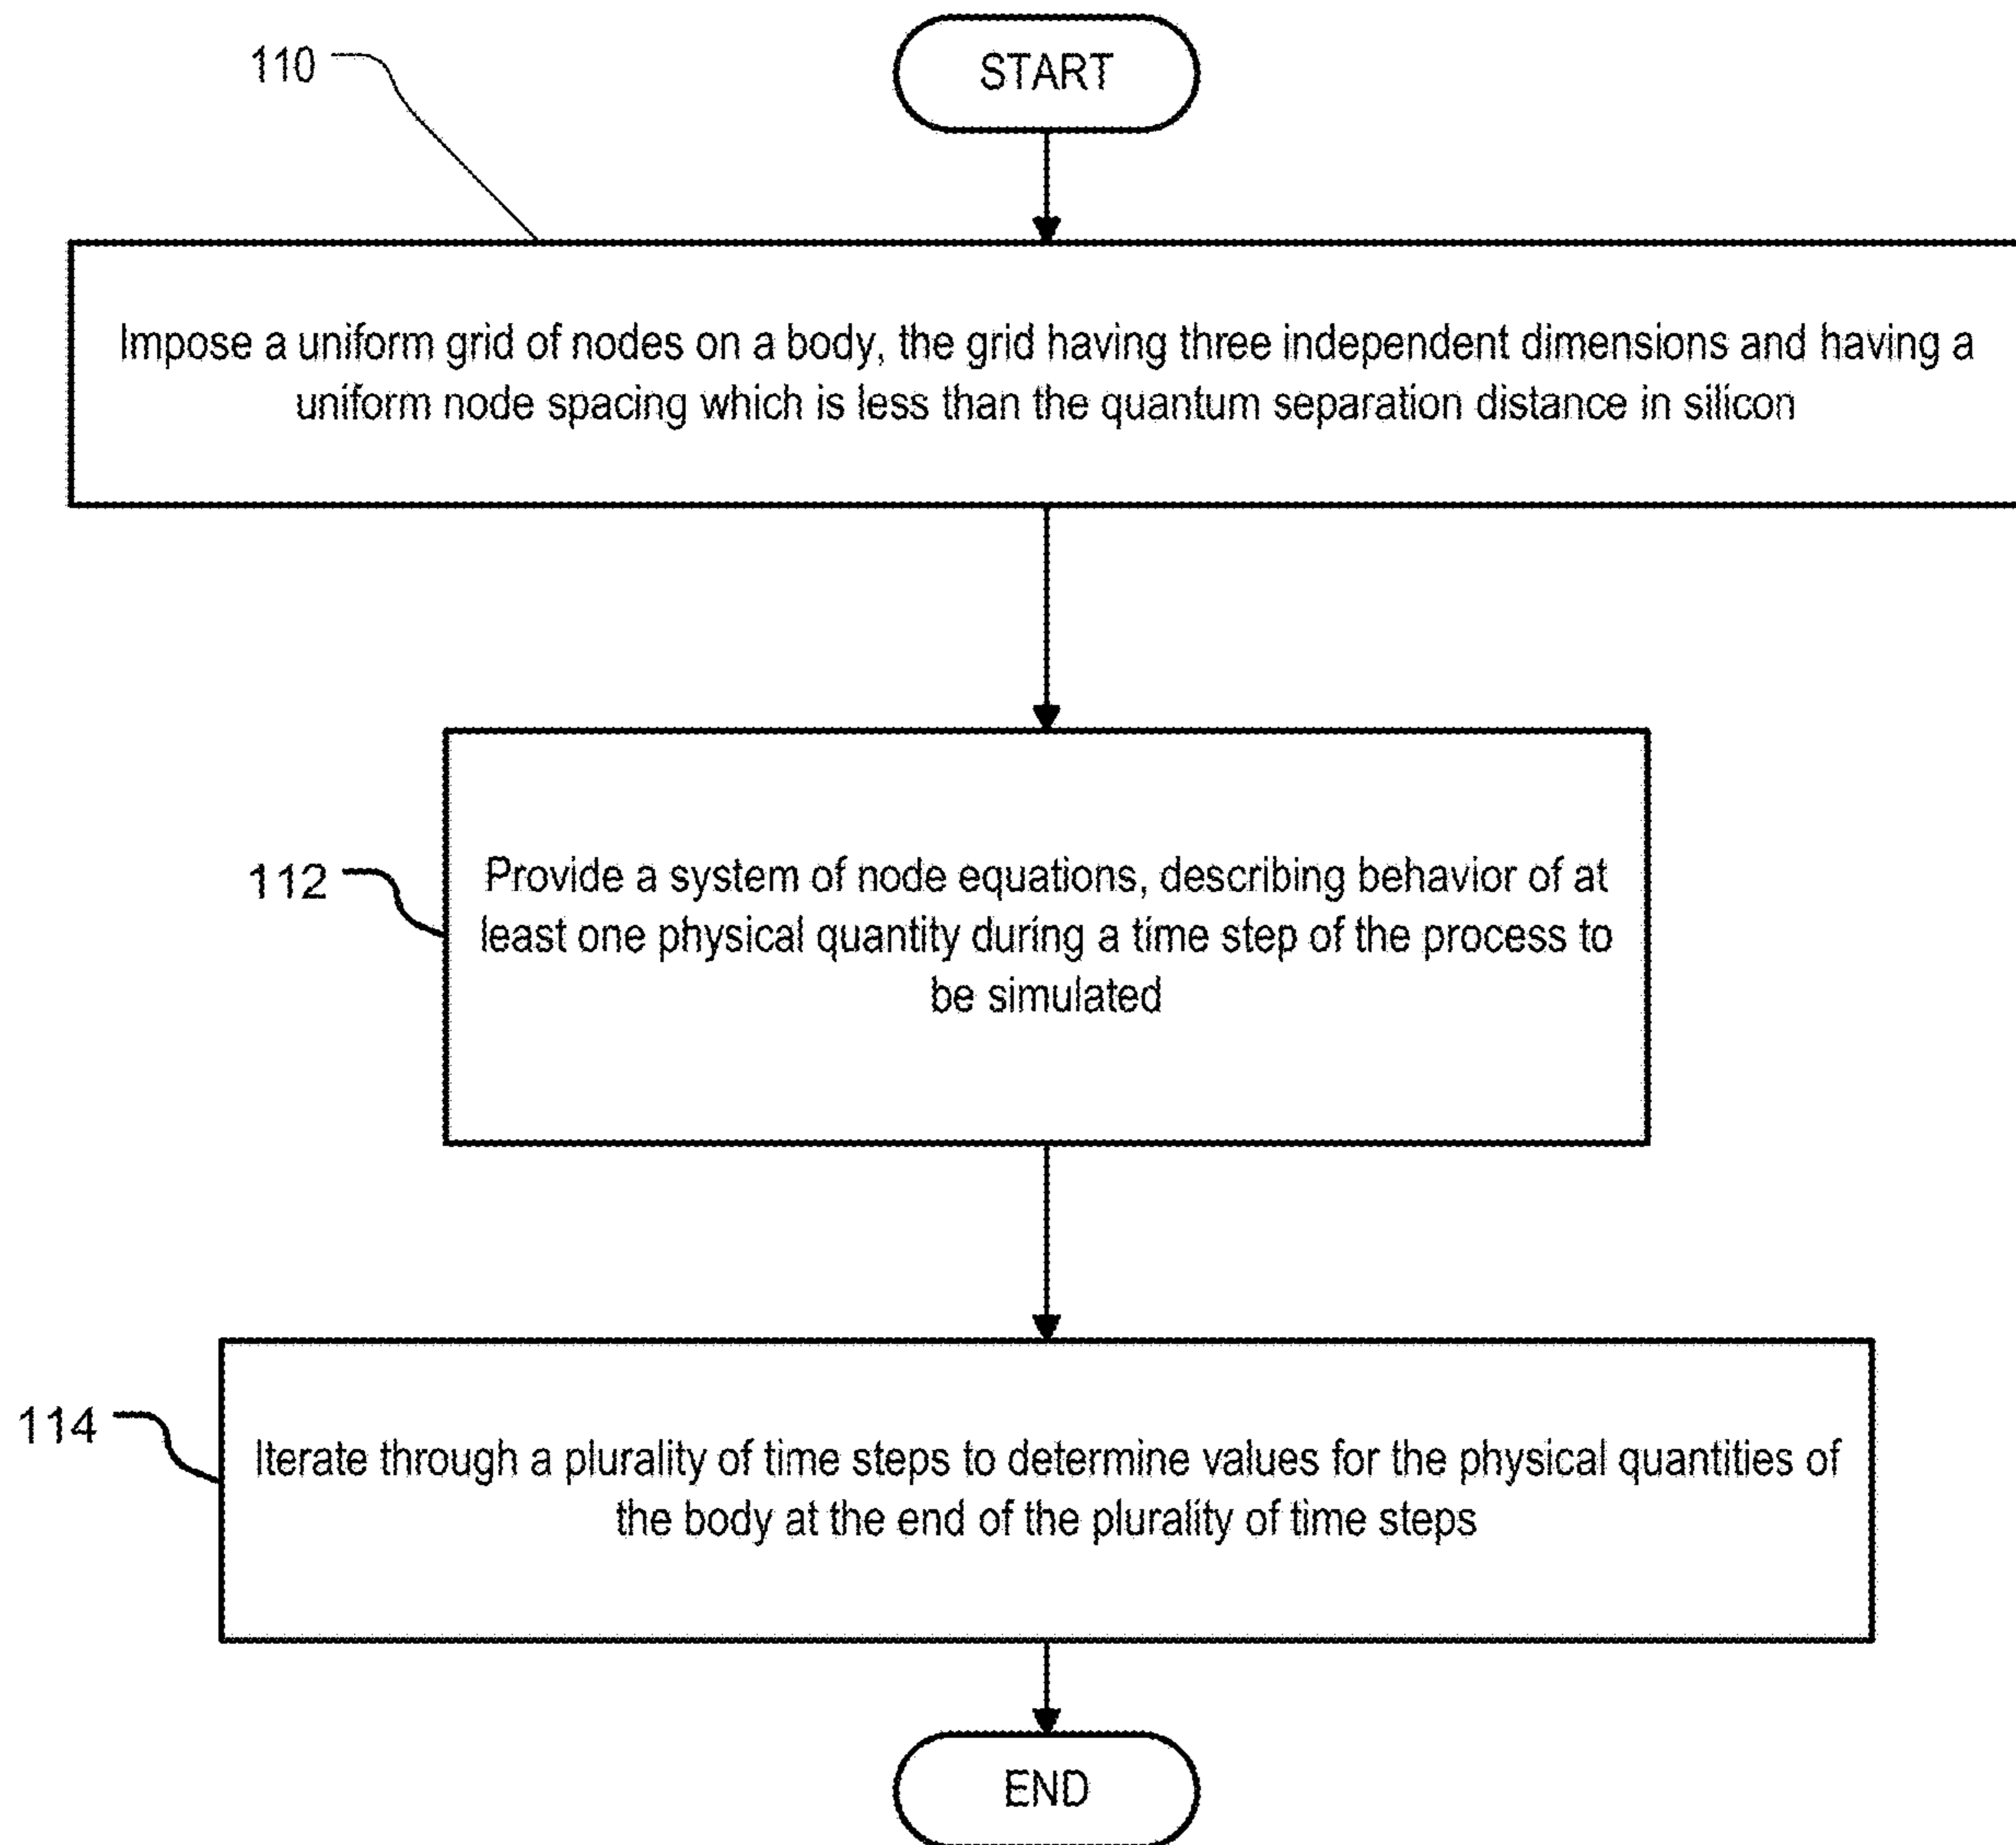 START
110
Impose a uniform grid of nodes on a body, the grid having three independent dimensions and having a
uniform node spacing which is less than the quantum separation distance in silicon
112
Provide a system of node equations, describing behavior of at
least one physical quantity during a time step of the process to
be simulated
114
Iterate through a plurality of time steps to determine values for the physical quantities of
the body at the end of the plurality of time steps
END